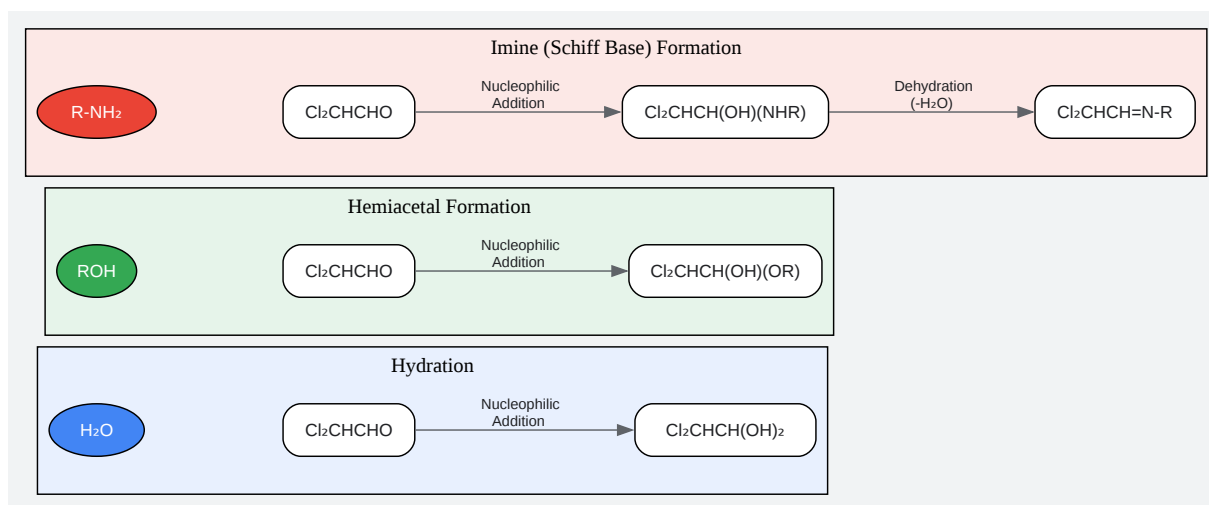 Imine (Schiff Base) Formation
R-NH₂
Cl₂CHCHO
Nucleophilic
Addition
Cl₂CHCH(OH)(NHR)
Dehydration
(-H₂O)
Cl₂CHCH=N-R
Hemiacetal Formation
ROH
Cl₂CHCHO
Nucleophilic
Addition
Cl₂CHCH(OH)(OR)
Hydration
H₂O
Cl₂CHCHO
Nucleophilic
Addition
Cl₂CHCH(OH)₂